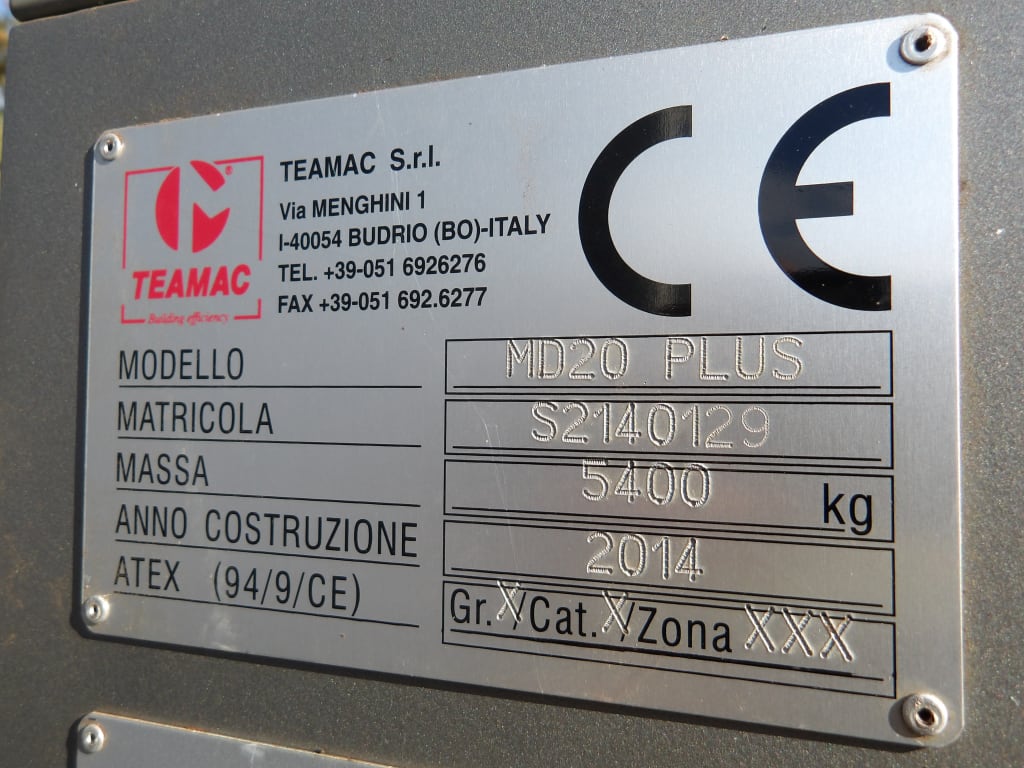 TEAMAC
Building efficiency
TEAMAC S.r.l.
Via MENGHINI 1
I-40054 BUDRIO (BO)-ITALY
TEL. +39-051 6926276
FAX +39-051 692.6277
CE
MODELLO MD20 PLUS
MATRICOLA S2140129
MASSA 5400 kg
ANNO COSTRUZIONE 2014
ATEX (94/9/CE) Gr.X/Cat.X/Zona XXX